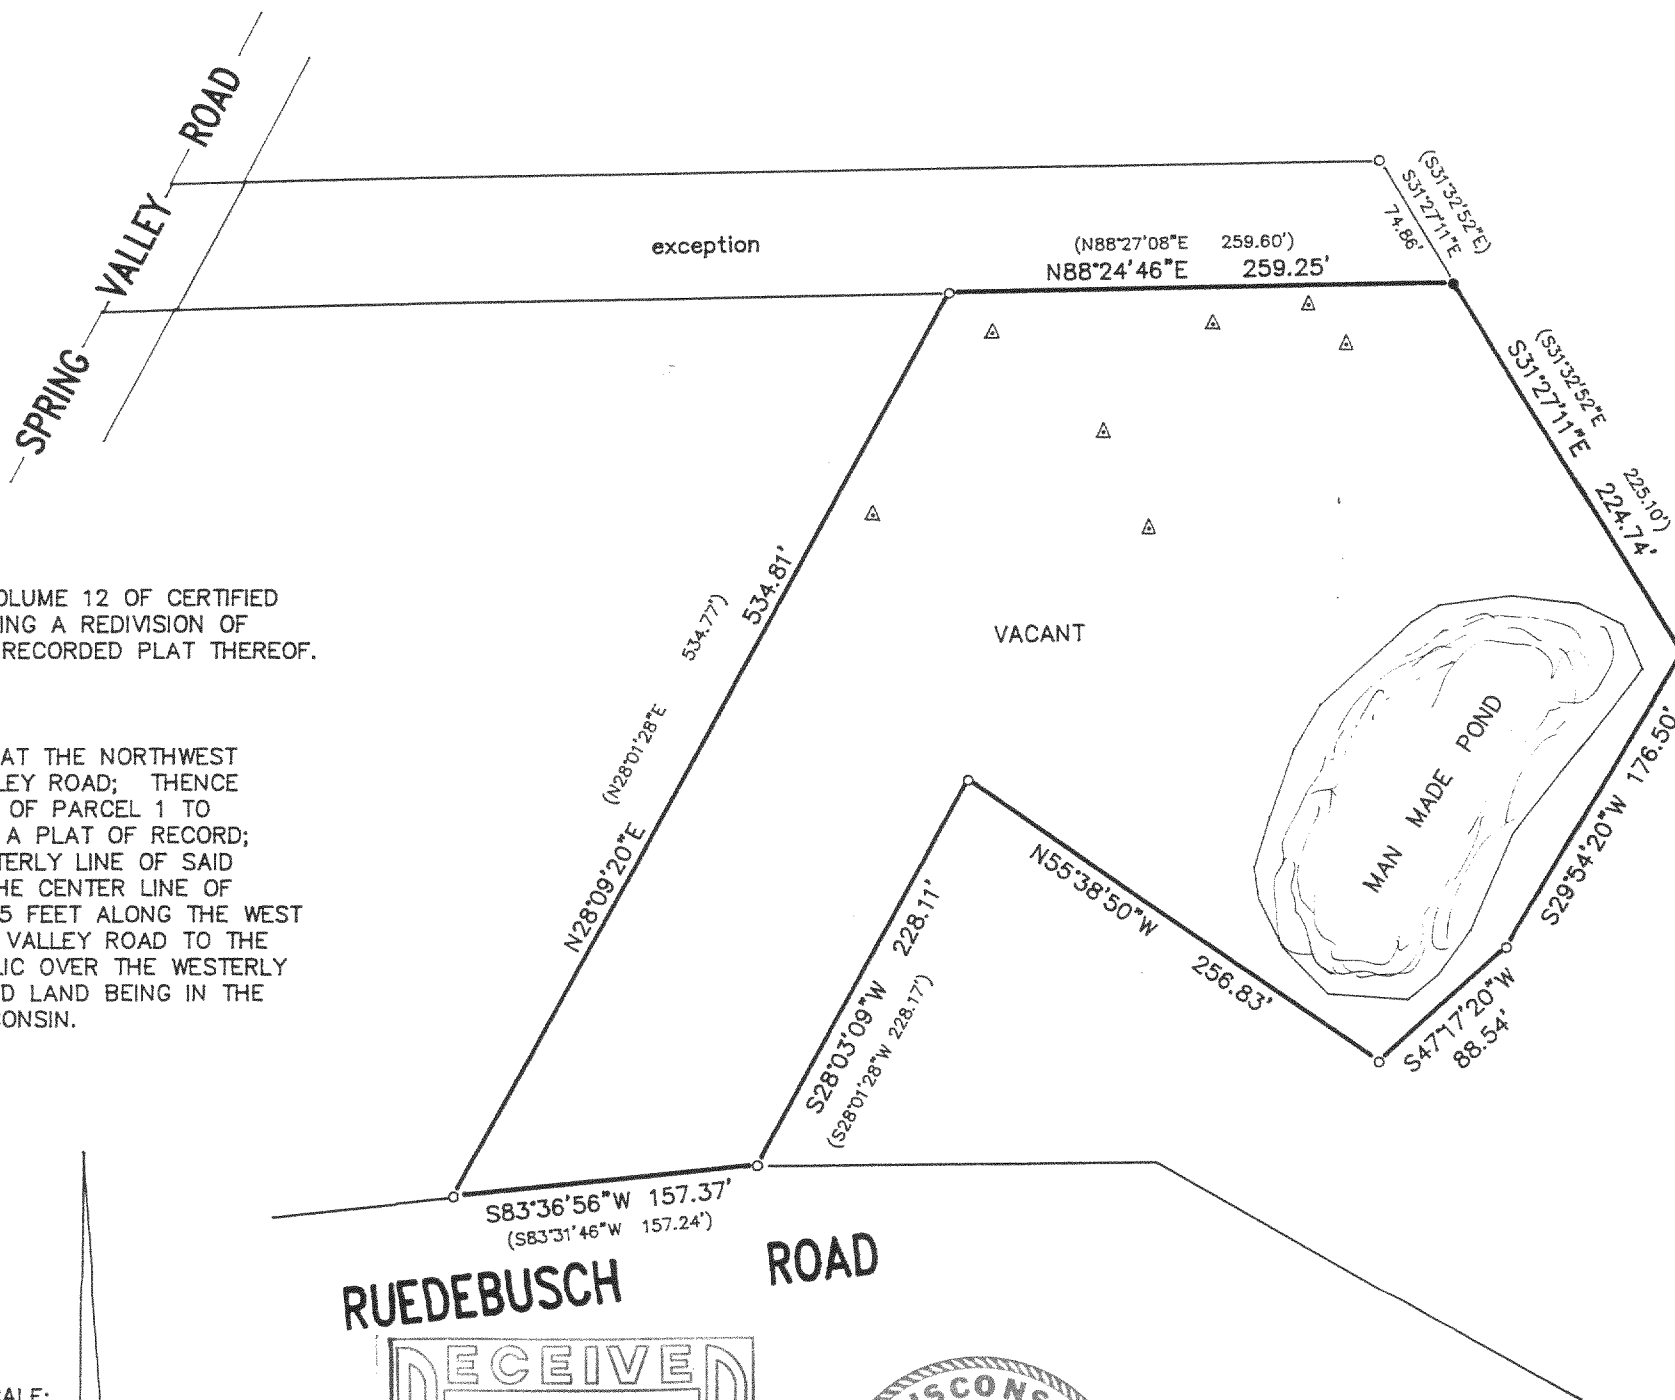 SPRING VALLEY ROAD
exception
(N88°27'08"E 259.60')
N88°24'46"E 259.25'
(S31°32'52"E)
S31°27'11"E
74.86'
(S31°32'52"E 225.10')
S31°27'11"E 224.74'
534.81'
534.77')
(N28°01'28"E
N28°09'20"E
VACANT
MAN MADE POND
S29°54'20"W 176.50'
S47°17'20"W
88.54'
N55°38'50"W 256.83'
S28°03'09"W 228.11'
(S28°01'28"W 228.17')
OLUME 12 OF CERTIFIED
ING A REDIVISION OF
RECORDED PLAT THEREOF.
AT THE NORTHWEST
LEY ROAD; THENCE
OF PARCEL 1 TO
A PLAT OF RECORD;
TERLY LINE OF SAID
HE CENTER LINE OF
5 FEET ALONG THE WEST
VALLEY ROAD TO THE
LIC OVER THE WESTERLY
D LAND BEING IN THE
CONSIN.
S83°36'56"W 157.37'
(S83°31'46"W 157.24')
RUEDEBUSCH ROAD
DECEIVED
ISCONS
CALE: